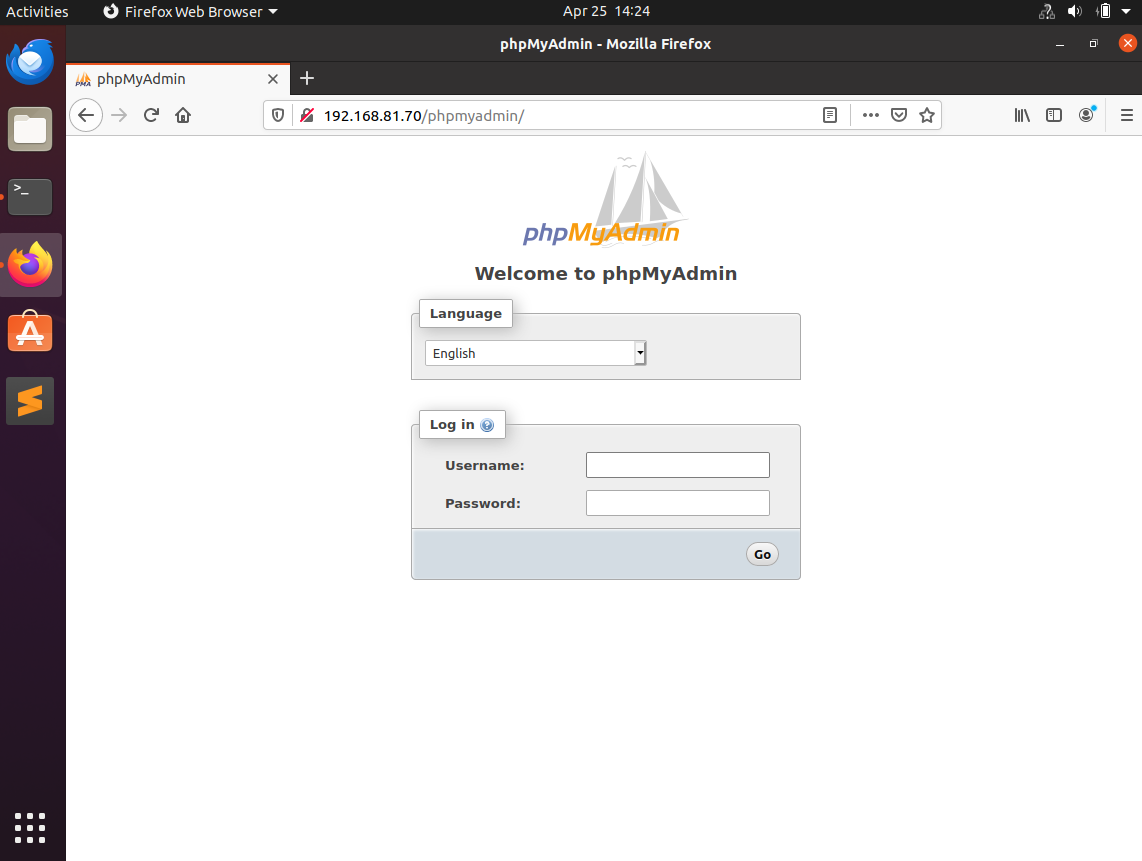 Activities Firefox Web Browser Apr 25 14:24
phpMyAdmin - Mozilla Firefox
PMA phpMyAdmin
192.168.81.70/phpmyadmin/
>_
phpMyAdmin
Welcome to phpMyAdmin
Language
English
Log in
Username:
Password:
Go